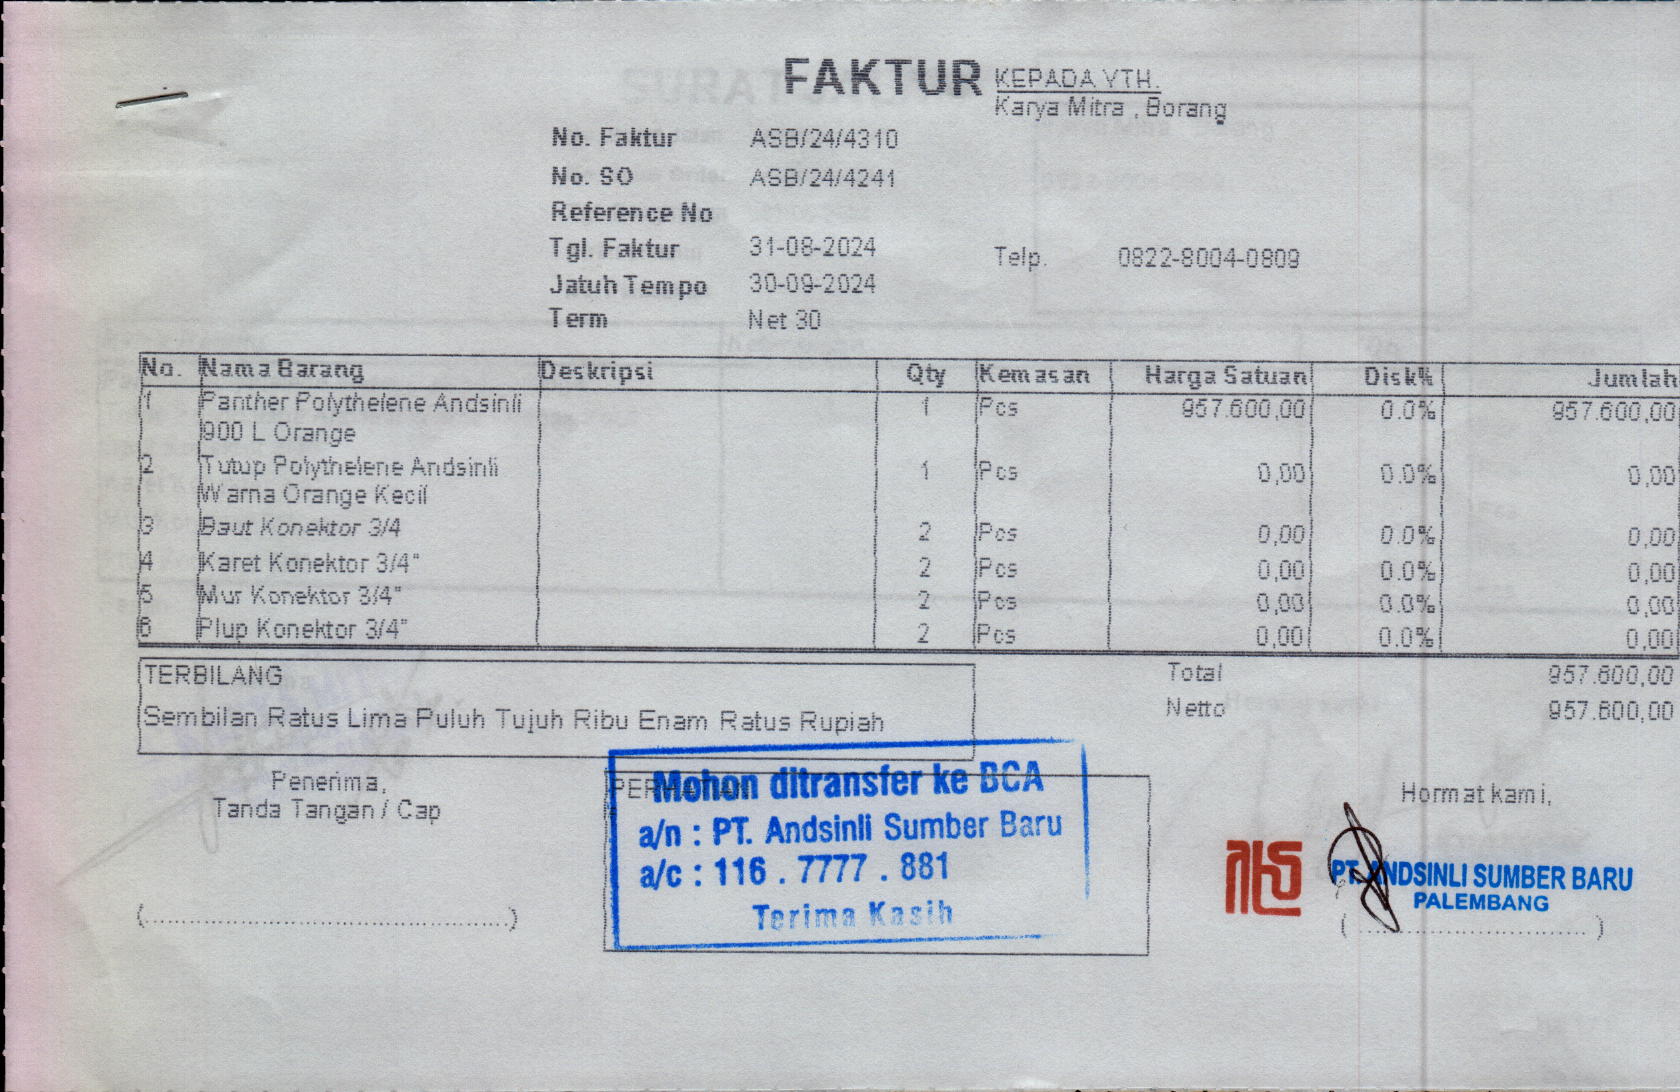 FAKTUR
KEPADA YTH.
Karya Mitra , Borang
No. Faktur ASB/24/4310
No. SO ASB/24/4241
Reference No
Tgl. Faktur 31-08-2024
Telp. 0822-8004-0809
Jatuh Tempo 30-09-2024
Term Net 30
No. Nama Barang Deskripsi Qty Kemasan Harga Satuan Disk% Jumlah
1 Panther Polythelene Andsinli 1 Pcs 957.600,00 0.0% 957.600,00
900 L Orange
2 Tutup Polythelene Andsinli 1 Pcs 0,00 0.0% 0,00
Warna Orange Kecil
3 Baut Konektor 3/4 2 Pcs 0,00 0.0% 0,00
4 Karet Konektor 3/4" 2 Pcs 0,00 0.0% 0,00
5 Mur Konektor 3/4" 2 Pcs 0,00 0.0% 0,00
6 Plup Konektor 3/4" 2 Pcs 0,00 0.0% 0,00
TERBILANG
Sembilan Ratus Lima Puluh Tujuh Ribu Enam Ratus Rupiah
Total 957.600,00
Netto 957.600,00
Penerima,
Tanda Tangan / Cap
(......................................................)
Mohon ditransfer ke BCA
a/n : PT. Andsinli Sumber Baru
a/c : 116 . 7777 . 881
Terima Kasih
Hormat kami,
PT. ANDSINLI SUMBER BARU
PALEMBANG
(..................................)